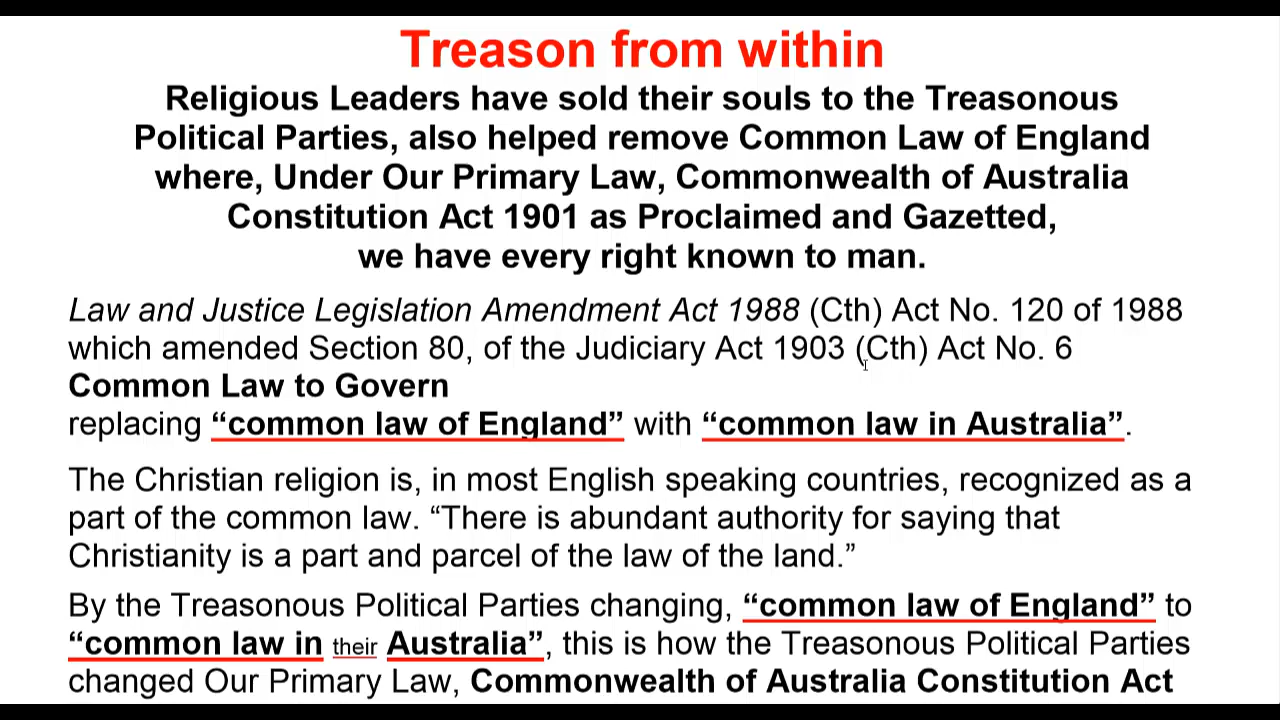 Treason from within
Religious Leaders have sold their souls to the Treasonous
Political Parties, also helped remove Common Law of England
where, Under Our Primary Law, Commonwealth of Australia
Constitution Act 1901 as Proclaimed and Gazetted,
we have every right known to man.
Law and Justice Legislation Amendment Act 1988 (Cth) Act No. 120 of 1988
which amended Section 80, of the Judiciary Act 1903 (Cth) Act No. 6
Common Law to Govern
replacing “common law of England” with “common law in Australia”.
The Christian religion is, in most English speaking countries, recognized as a
part of the common law. “There is abundant authority for saying that
Christianity is a part and parcel of the law of the land.”
By the Treasonous Political Parties changing, “common law of England” to
“common law in their Australia”, this is how the Treasonous Political Parties
changed Our Primary Law, Commonwealth of Australia Constitution Act